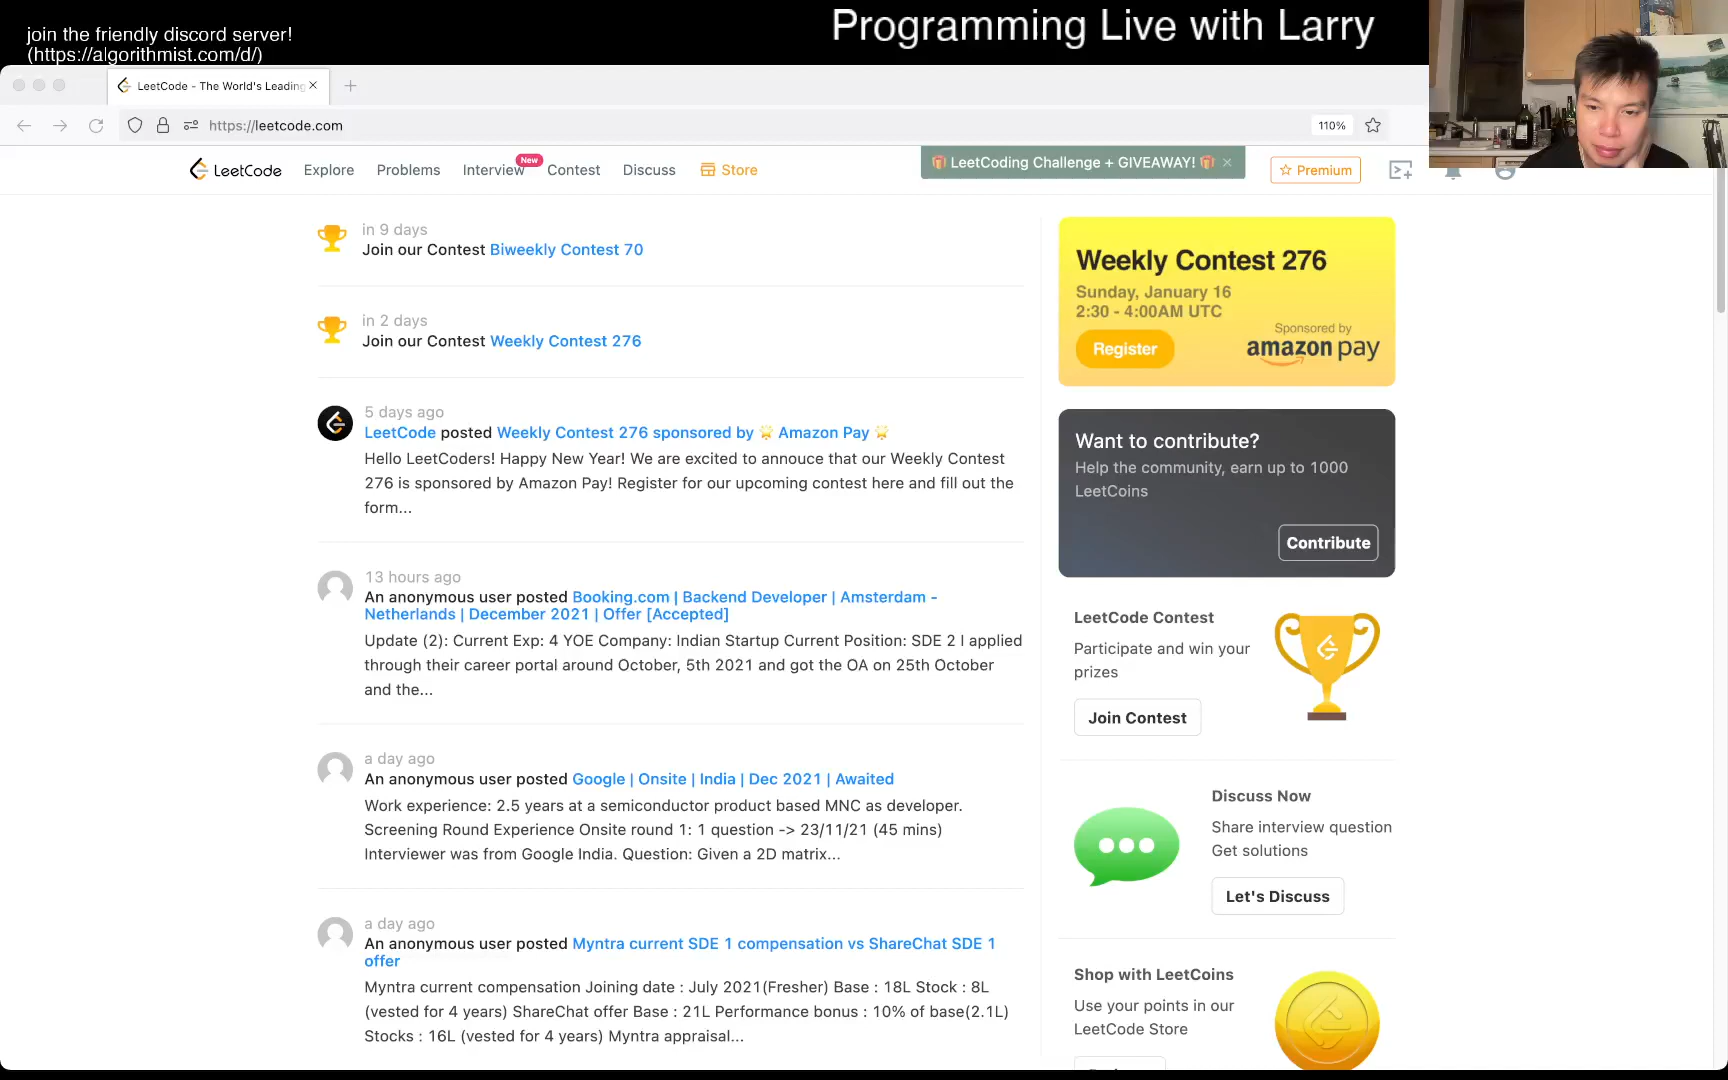 join the friendly discord server!
(https://algorithmist.com/d/)
Programming Live with Larry
LeetCode - The World's Leading
https://leetcode.com
110%
LeetCode
Explore
Problems
Interview
New
Contest
Discuss
Store
LeetCoding Challenge + GIVEAWAY!
Premium
in 9 days
Join our Contest Biweekly Contest 70
in 2 days
Join our Contest Weekly Contest 276
5 days ago
LeetCode posted Weekly Contest 276 sponsored by 🌟 Amazon Pay 🌟
Hello LeetCoders! Happy New Year! We are excited to annouce that our Weekly Contest
276 is sponsored by Amazon Pay! Register for our upcoming contest here and fill out the
form...
13 hours ago
An anonymous user posted Booking.com | Backend Developer | Amsterdam -
Netherlands | December 2021 | Offer [Accepted]
Update (2): Current Exp: 4 YOE Company: Indian Startup Current Position: SDE 2 I applied
through their career portal around October, 5th 2021 and got the OA on 25th October
and the...
a day ago
An anonymous user posted Google | Onsite | India | Dec 2021 | Awaited
Work experience: 2.5 years at a semiconductor product based MNC as developer.
Screening Round Experience Onsite round 1: 1 question -> 23/11/21 (45 mins)
Interviewer was from Google India. Question: Given a 2D matrix...
a day ago
An anonymous user posted Myntra current SDE 1 compensation vs ShareChat SDE 1
offer
Myntra current compensation Joining date : July 2021(Fresher) Base : 18L Stock : 8L
(vested for 4 years) ShareChat offer Base : 21L Performance bonus : 10% of base(2.1L)
Stocks : 16L (vested for 4 years) Myntra appraisal...
Weekly Contest 276
Sunday, January 16
2:30 - 4:00AM UTC
Register
Sponsored by
amazon pay
Want to contribute?
Help the community, earn up to 1000
LeetCoins
Contribute
LeetCode Contest
Participate and win your
prizes
Join Contest
Discuss Now
Share interview question
Get solutions
Let's Discuss
Shop with LeetCoins
Use your points in our
LeetCode Store